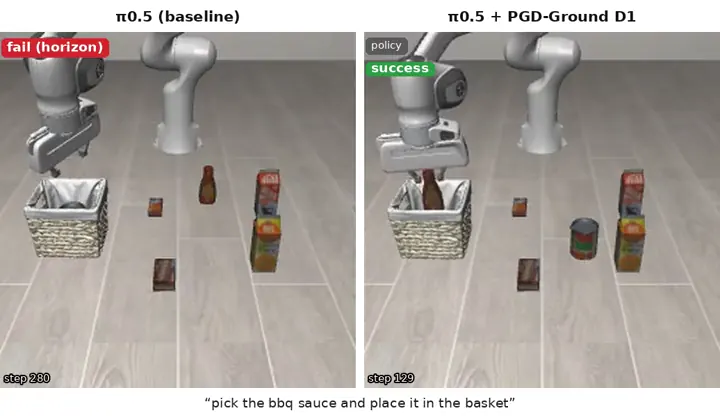 π0.5 (baseline)
π0.5 + PGD-Ground D1
fail (horizon)
policy
success
step 280
step 129
“pick the bbq sauce and place it in the basket”